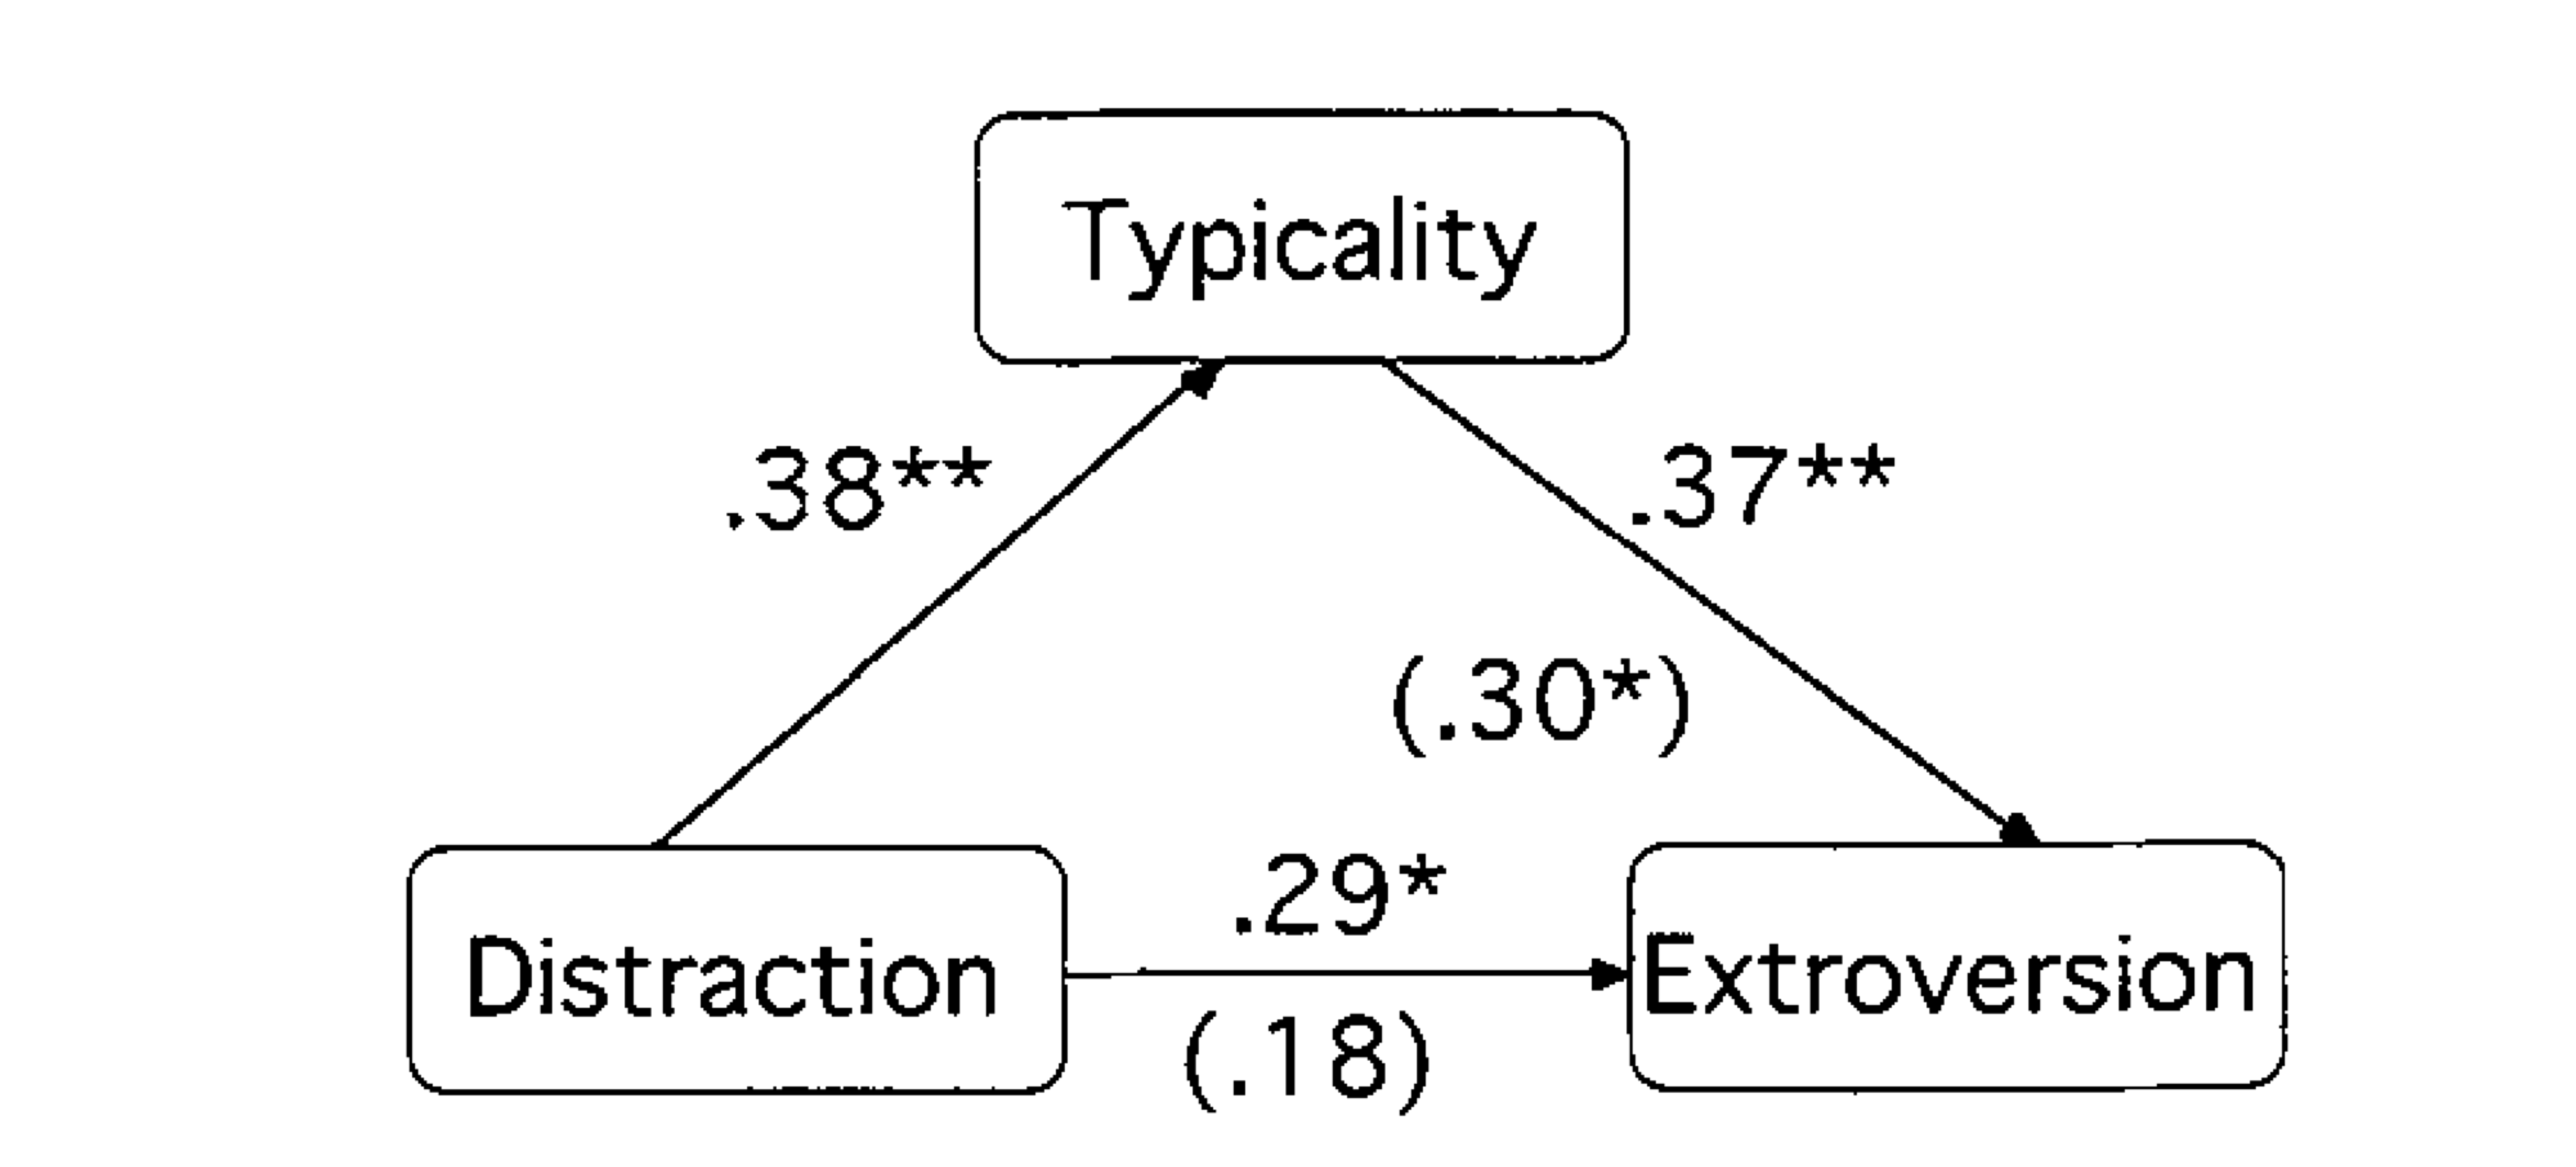 Typicality
.38**
.37**
(.30*)
.29*
Distraction
Extroversion
(.18)